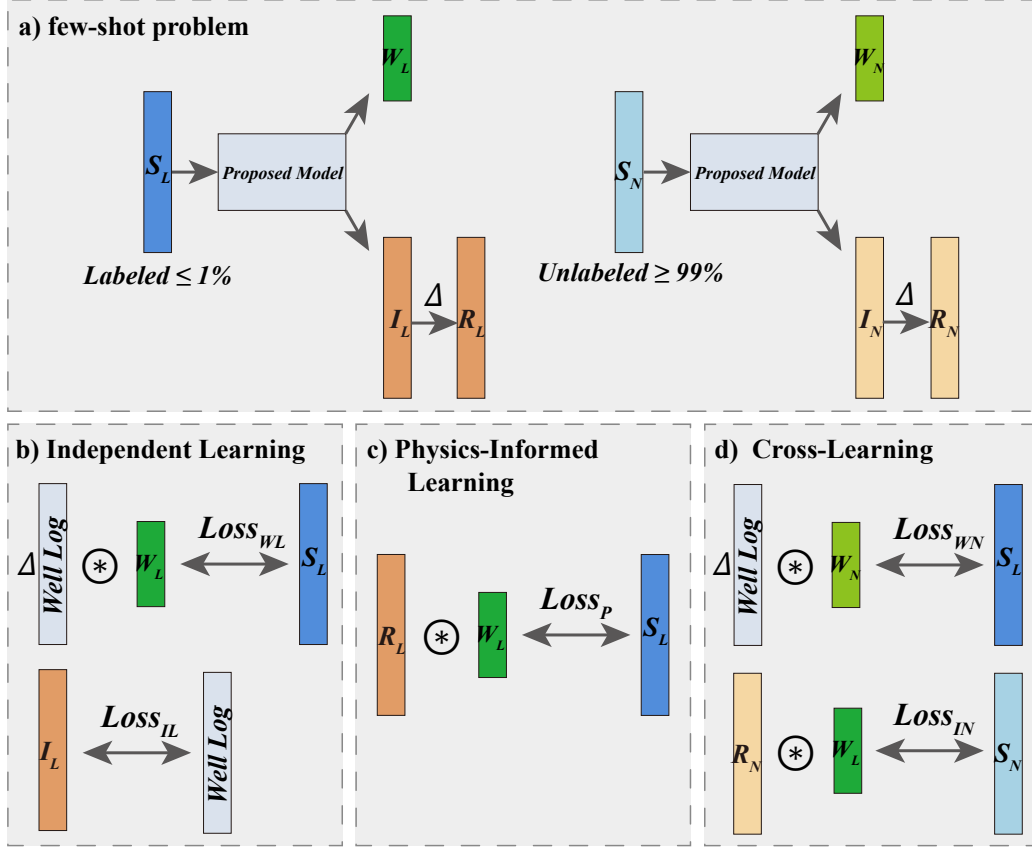 a) few-shot problem
W_L
S_L
Proposed Model
Labeled ≤ 1%
I_L
Δ
R_L
W_N
S_N
Proposed Model
Unlabeled ≥ 99%
I_N
Δ
R_N
b) Independent Learning
Δ Well Log ⊛ W_L Loss_WL S_L
I_L Loss_IL Well Log
c) Physics-Informed
Learning
R_L ⊛ W_L Loss_P S_L
d) Cross-Learning
Δ Well Log ⊛ W_N Loss_WN S_L
R_N ⊛ W_L Loss_IN S_N